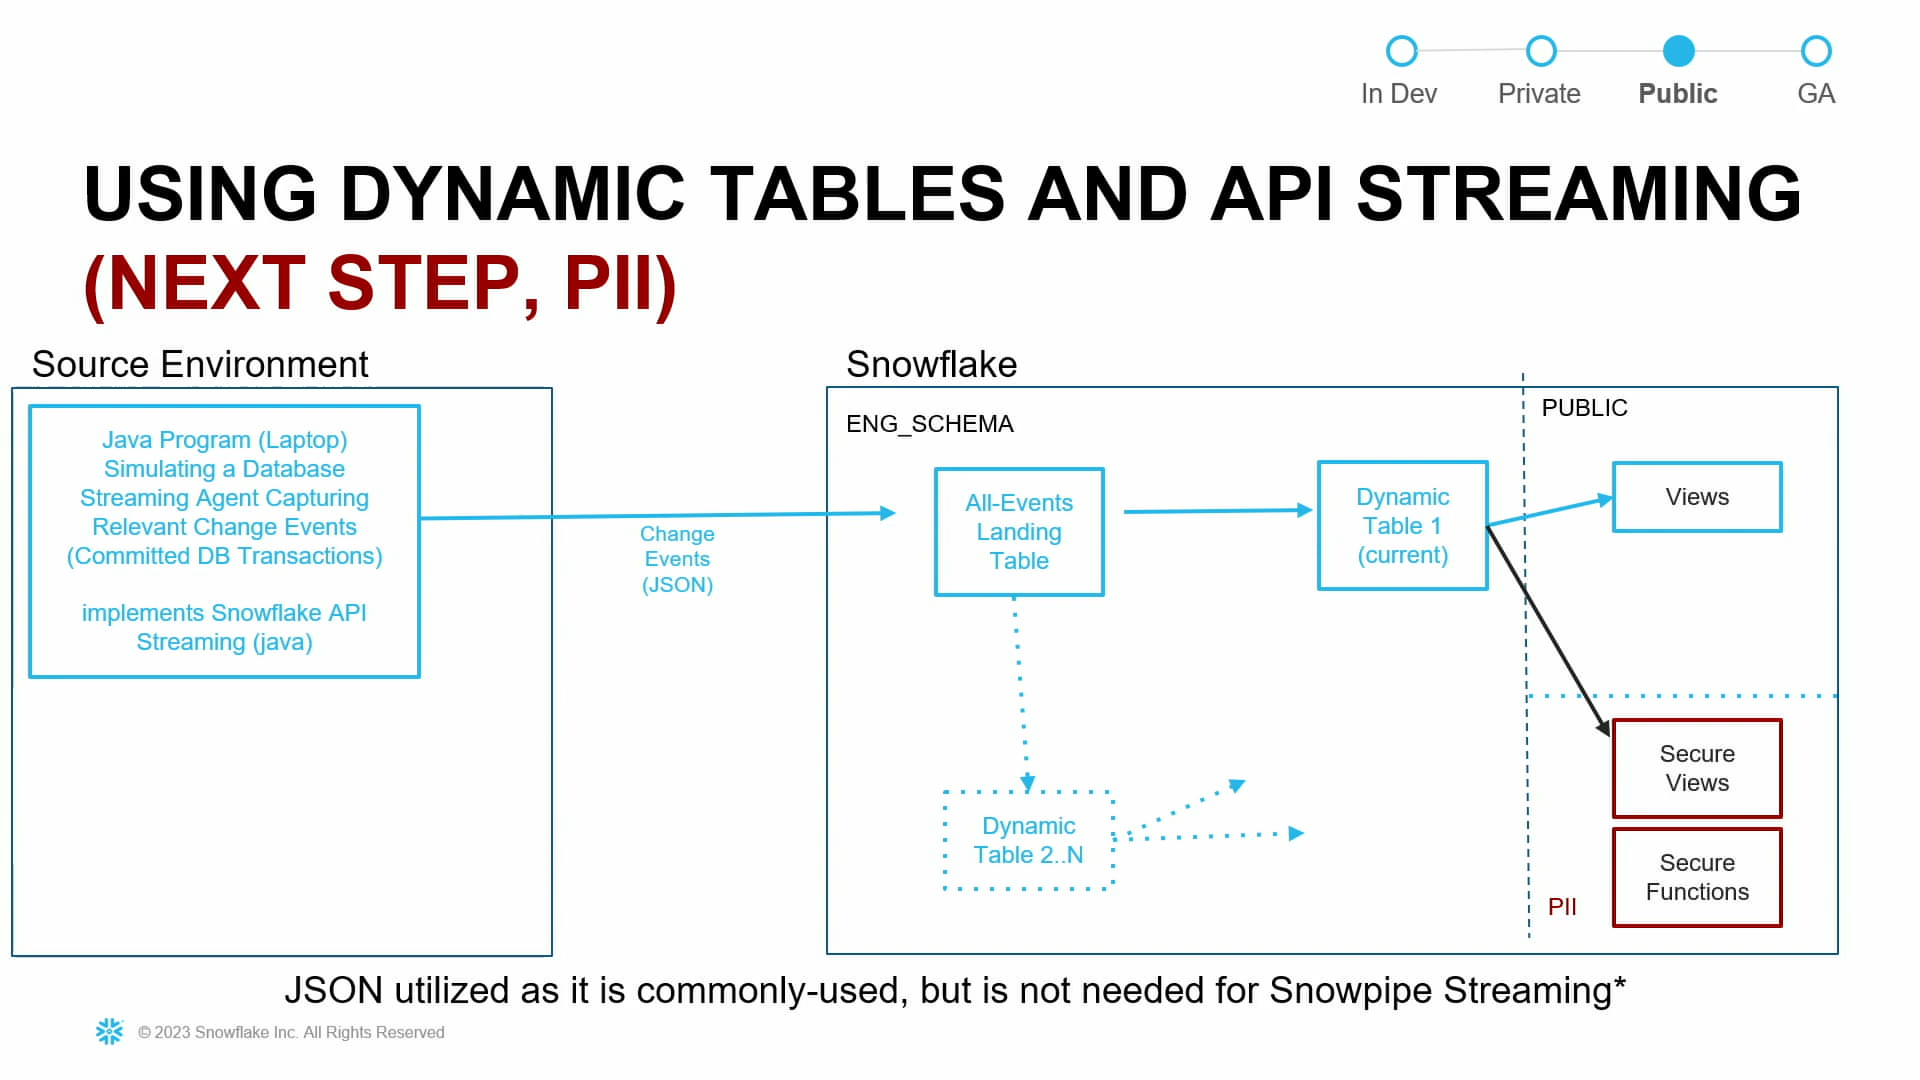 In Dev
Private
Public
GA
USING DYNAMIC TABLES AND API STREAMING
(NEXT STEP, PII)
Source Environment
Java Program (Laptop)
Simulating a Database
Streaming Agent Capturing
Relevant Change Events
(Committed DB Transactions)
implements Snowflake API
Streaming (java)
Change
Events
(JSON)
Snowflake
ENG_SCHEMA
All-Events
Landing
Table
Dynamic
Table 1
(current)
Dynamic
Table 2..N
PUBLIC
Views
Secure
Views
Secure
Functions
PII
JSON utilized as it is commonly-used, but is not needed for Snowpipe Streaming*
© 2023 Snowflake Inc. All Rights Reserved